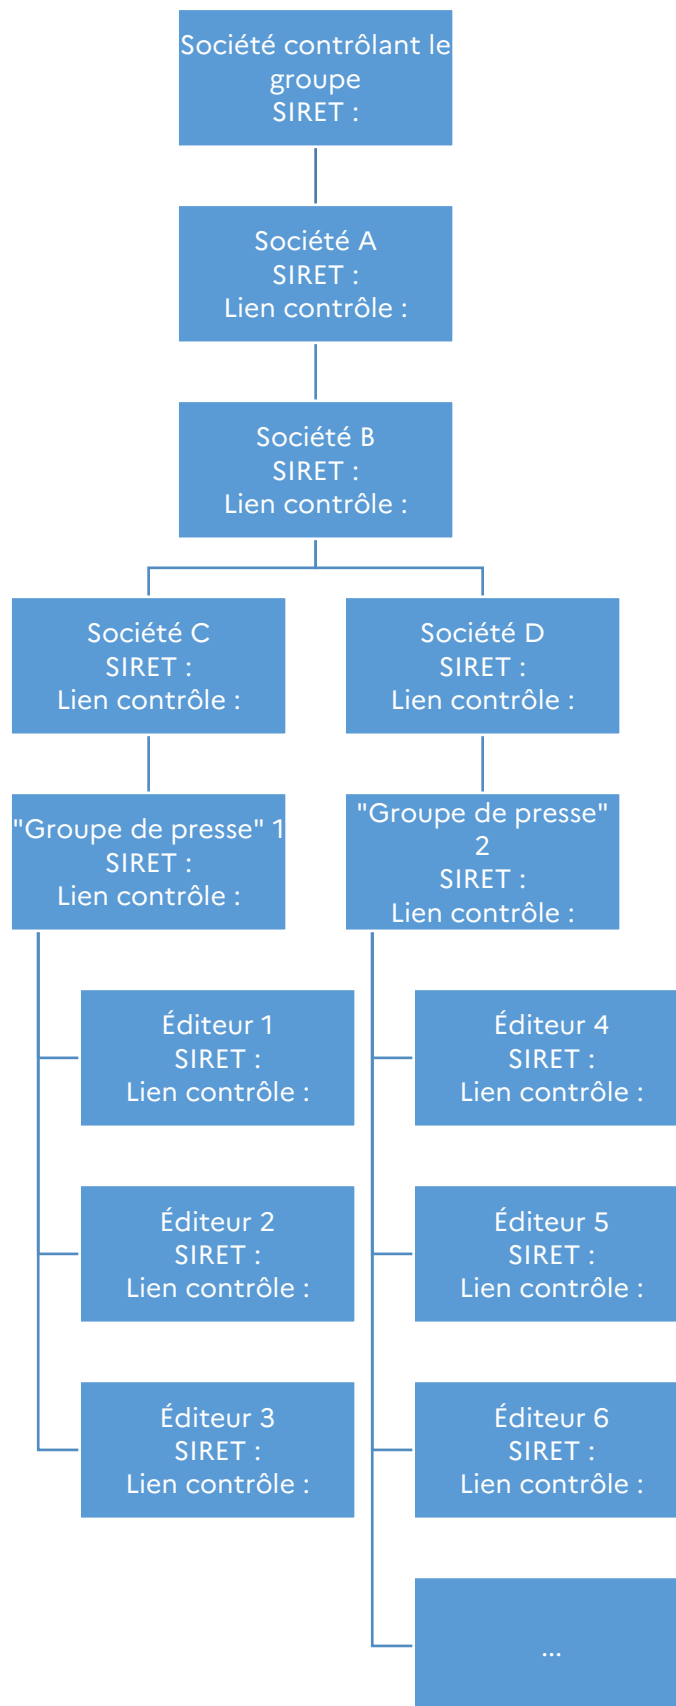 Société contrôlant le
groupe
SIRET :
Société A
SIRET :
Lien contrôle :
Société B
SIRET :
Lien contrôle :
Société C
SIRET :
Lien contrôle :
Société D
SIRET :
Lien contrôle :
"Groupe de presse" 1
SIRET :
Lien contrôle :
"Groupe de presse"
2
SIRET :
Lien contrôle :
Éditeur 1
SIRET :
Lien contrôle :
Éditeur 2
SIRET :
Lien contrôle :
Éditeur 3
SIRET :
Lien contrôle :
Éditeur 4
SIRET :
Lien contrôle :
Éditeur 5
SIRET :
Lien contrôle :
Éditeur 6
SIRET :
Lien contrôle :
...